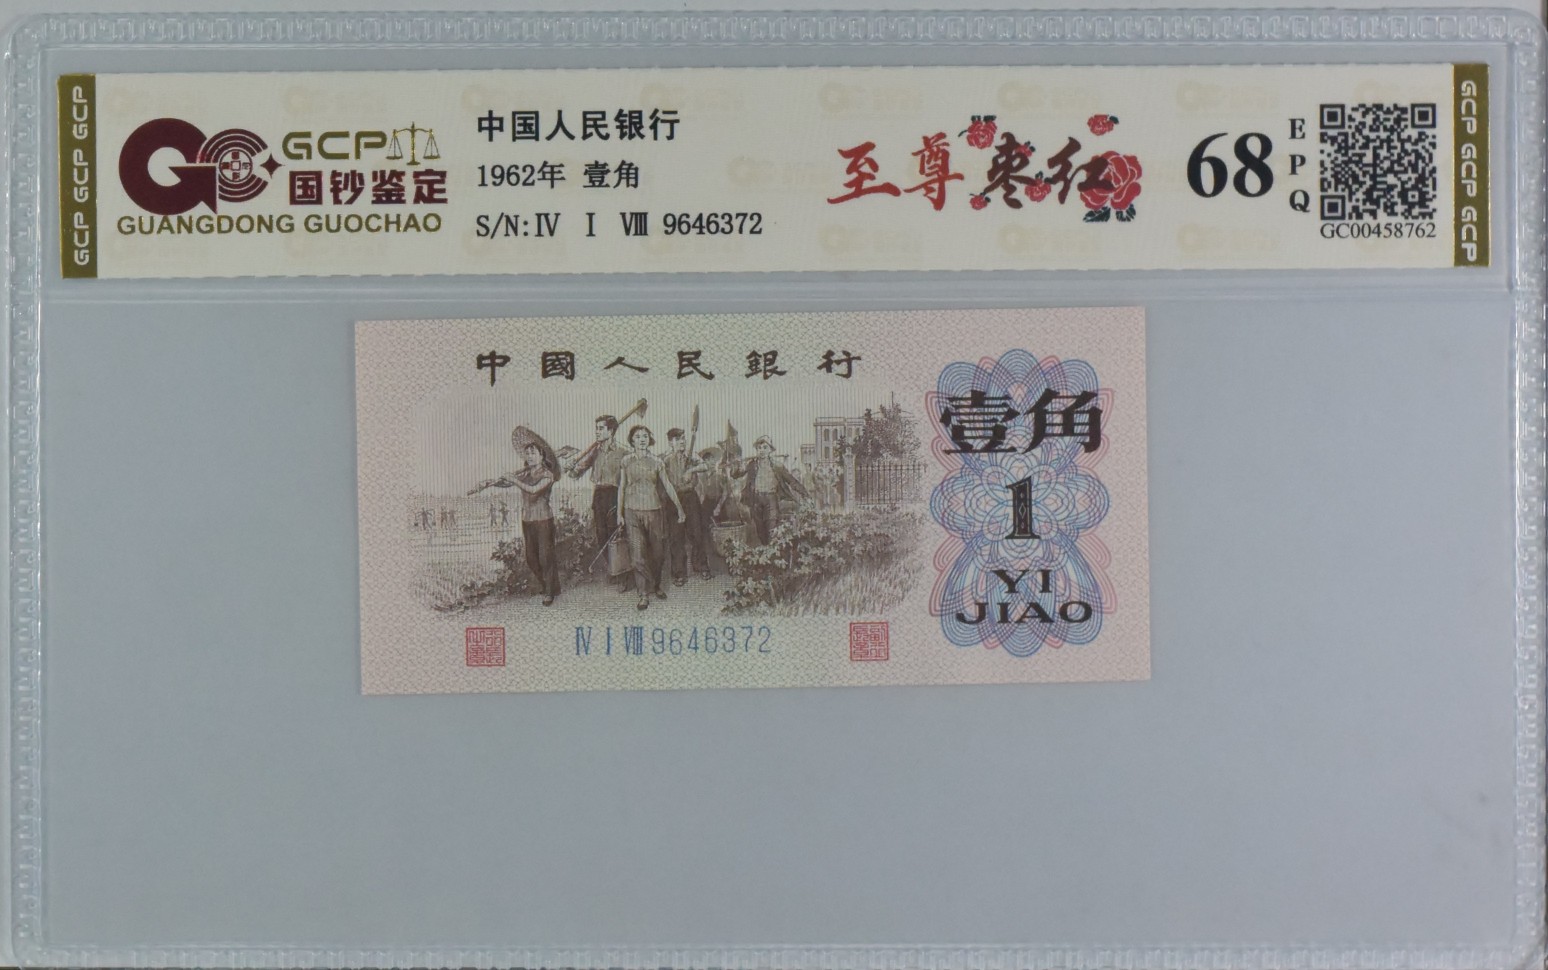 GCP GCP GCP
GCP
国钞鉴定
GUANGDONG GUOCHAO
中国人民银行
1962年 壹角
S/N:Ⅳ Ⅰ Ⅷ 9646372
至尊枣红
68
EPQ
GC00458762
GCP GCP GCP
中國人民銀行
壹角
1
YI
JIAO
Ⅳ Ⅰ Ⅷ 9646372